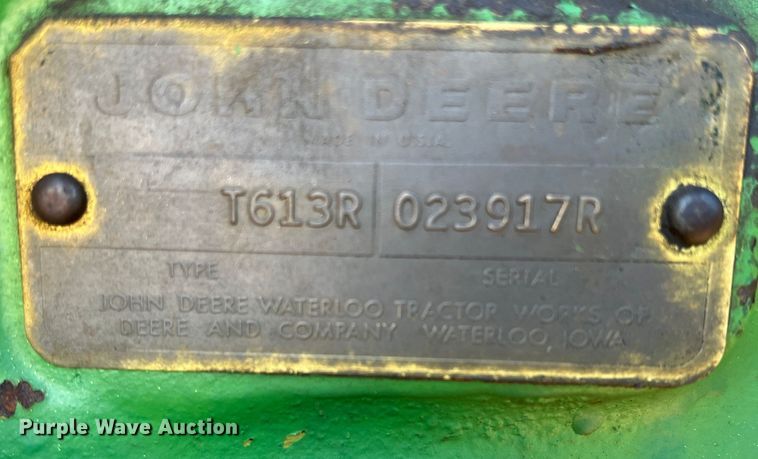 JOHN DEERE
MADE IN U.S.A.
T613R 023917R
TYPE SERIAL
JOHN DEERE WATERLOO TRACTOR WORKS OF
DEERE AND COMPANY WATERLOO, IOWA
Purple Wave Auction